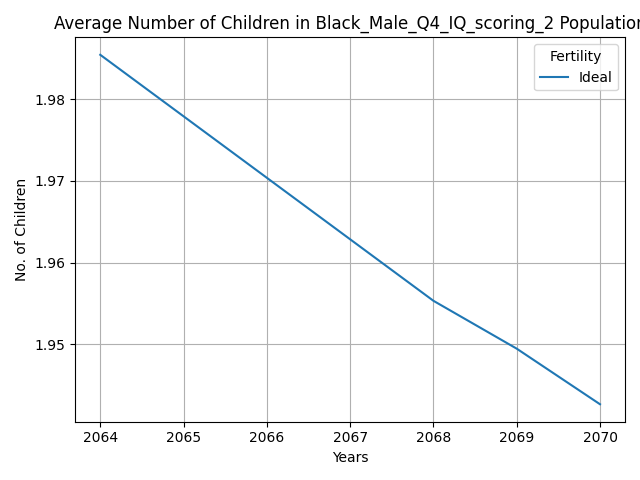 Average Number of Children in Black_Male_Q4_IQ_scoring_2 Population
Fertility
Ideal
1.98
1.97
1.96
1.95
No. of Children
2064 2065 2066 2067 2068 2069 2070
Years